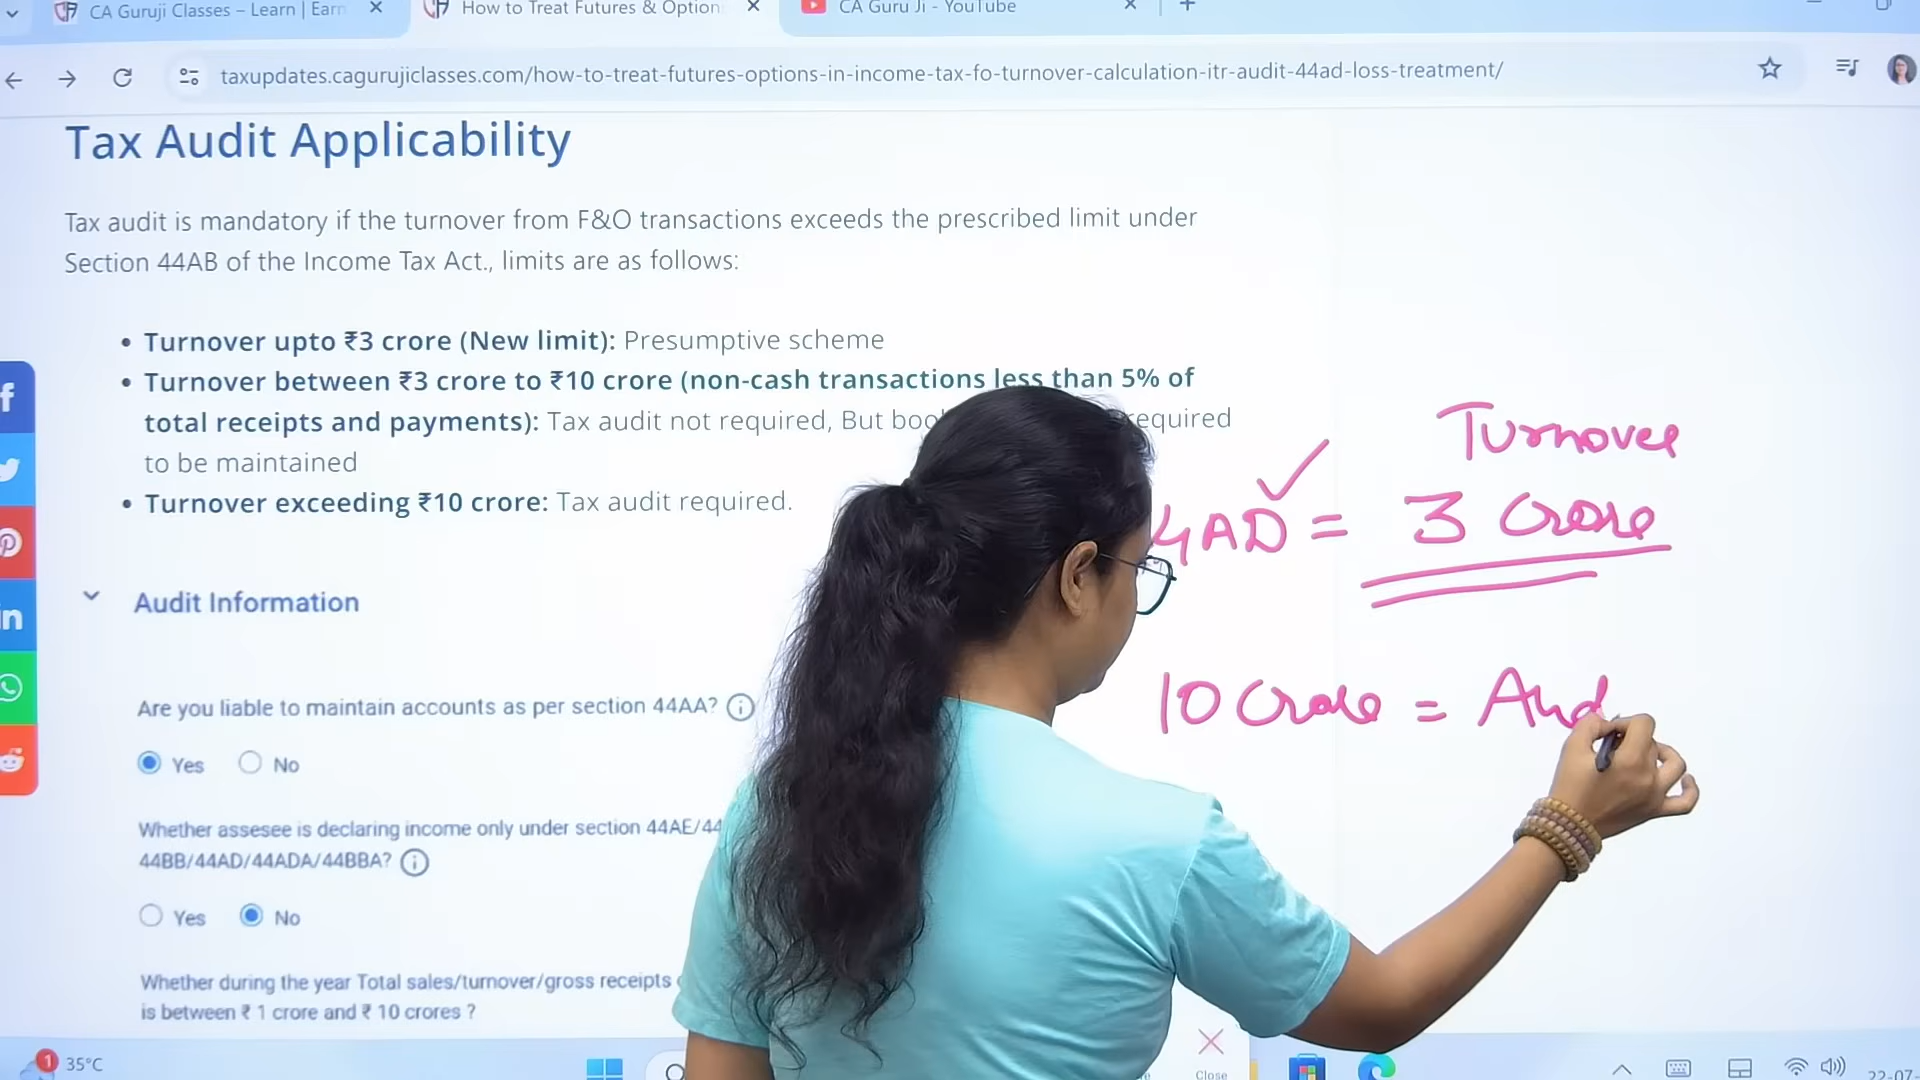 CA Guruji Classes – Learn | Earn
How to Treat Futures & Option
CA Guru Ji - YouTube
taxupdates.cagurujiclasses.com/how-to-treat-futures-options-in-income-tax-fo-turnover-calculation-itr-audit-44ad-loss-treatment/
Tax Audit Applicability
Tax audit is mandatory if the turnover from F&O transactions exceeds the prescribed limit under
Section 44AB of the Income Tax Act., limits are as follows:
• Turnover upto ₹3 crore (New limit): Presumptive scheme
• Turnover between ₹3 crore to ₹10 crore (non-cash transactions less than 5% of
total receipts and payments): Tax audit not required, But boo equired
to be maintained
• Turnover exceeding ₹10 crore: Tax audit required.
Turnover
4AD = 3 Crore
10 Crore = Aud
Audit Information
Are you liable to maintain accounts as per section 44AA?
Yes No
Whether assesee is declaring income only under section 44AE/44
44BB/44AD/44ADA/44BBA?
Yes No
Whether during the year Total sales/turnover/gross receipts
is between ₹ 1 crore and ₹ 10 crores ?
1 35°C
Close
22-07-